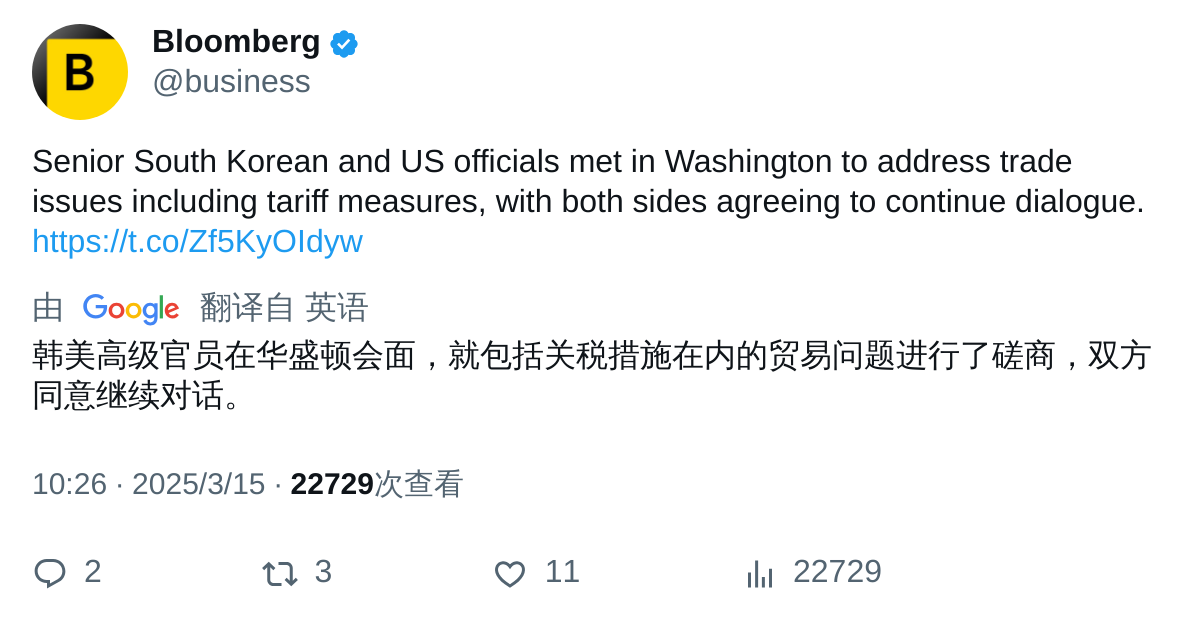 B
Bloomberg
@business
Senior South Korean and US officials met in Washington to address trade
issues including tariff measures, with both sides agreeing to continue dialogue.
https://t.co/Zf5KyOIdyw
由 Google 翻译自 英语
韩美高级官员在华盛顿会面，就包括关税措施在内的贸易问题进行了磋商，双方
同意继续对话。
10:26 · 2025/3/15 · 22729次查看
2 3 11 22729